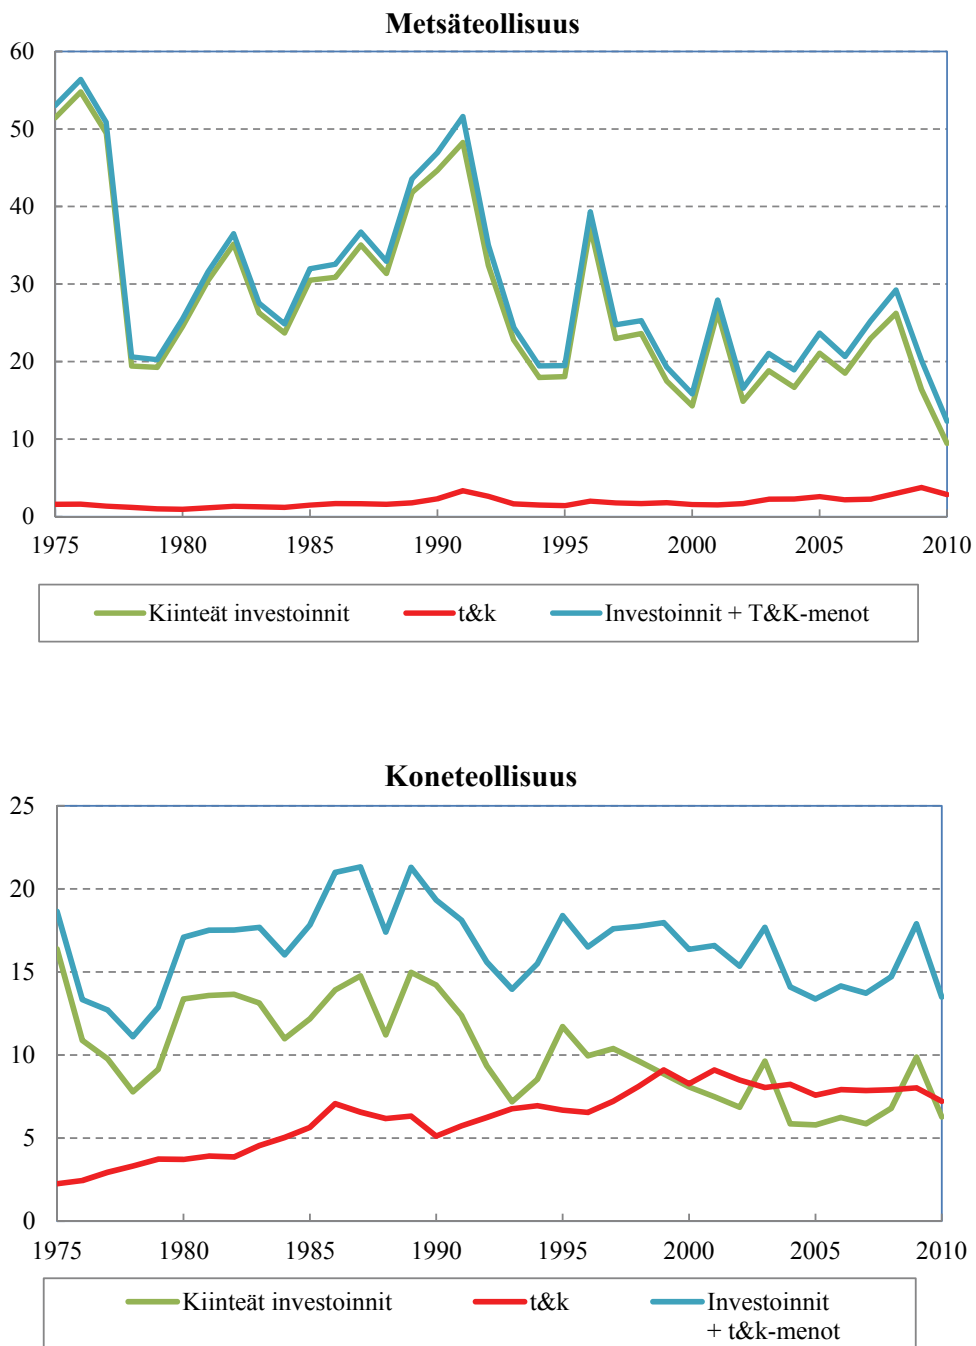 Metsäteollisuus
60
50
40
30
20
10
0
1975 1980 1985 1990 1995 2000 2005 2010
Kiinteät investoinnit t&k Investoinnit + T&K-menot
Koneteollisuus
25
20
15
10
5
0
1975 1980 1985 1990 1995 2000 2005 2010
Kiinteät investoinnit t&k Investoinnit
+ t&k-menot